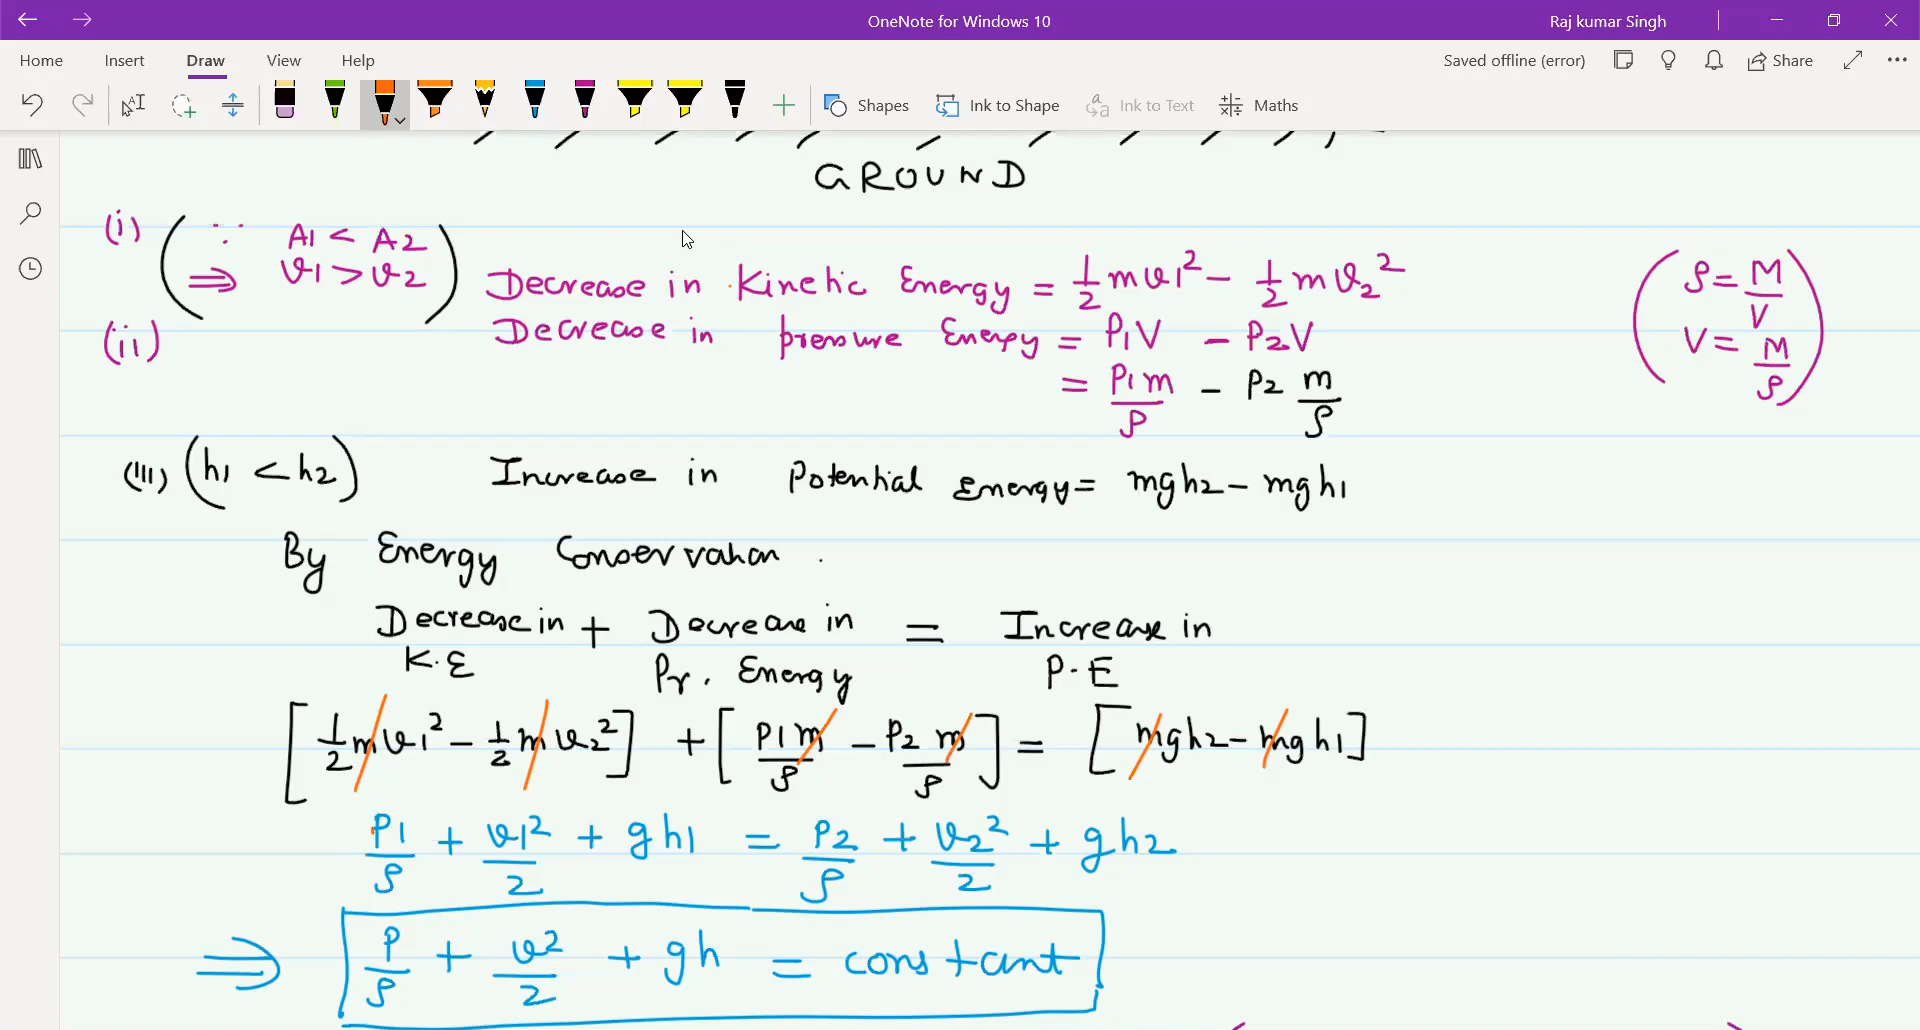 OneNote for Windows 10
Raj kumar Singh
Home Insert Draw View Help
Saved offline (error)
Share
Shapes
Ink to Shape
Ink to Text
Maths
GROUND
(i) ( ∵ A1 < A2
⇒ v1 > v2 )
Decrease in Kinetic Energy = 1/2 mv1² - 1/2 mv2²
(ii) Decrease in pressure Energy = P1V - P2V
= P1m/ρ - P2 m/ρ
( ρ = M/V
V = M/ρ )
(III) (h1 < h2) Increase in Potential Energy = mgh2 - mgh1
By Energy Conservation.
Decrease in K.E + Decrease in Pr. Energy = Increase in P.E
[1/2 mv1² - 1/2 mv2²] + [P1m/ρ - P2m/ρ] = [mgh2 - mgh1]
P1/ρ + v1²/2 + gh1 = P2/ρ + v2²/2 + gh2
⇒ P/ρ + v²/2 + gh = constant